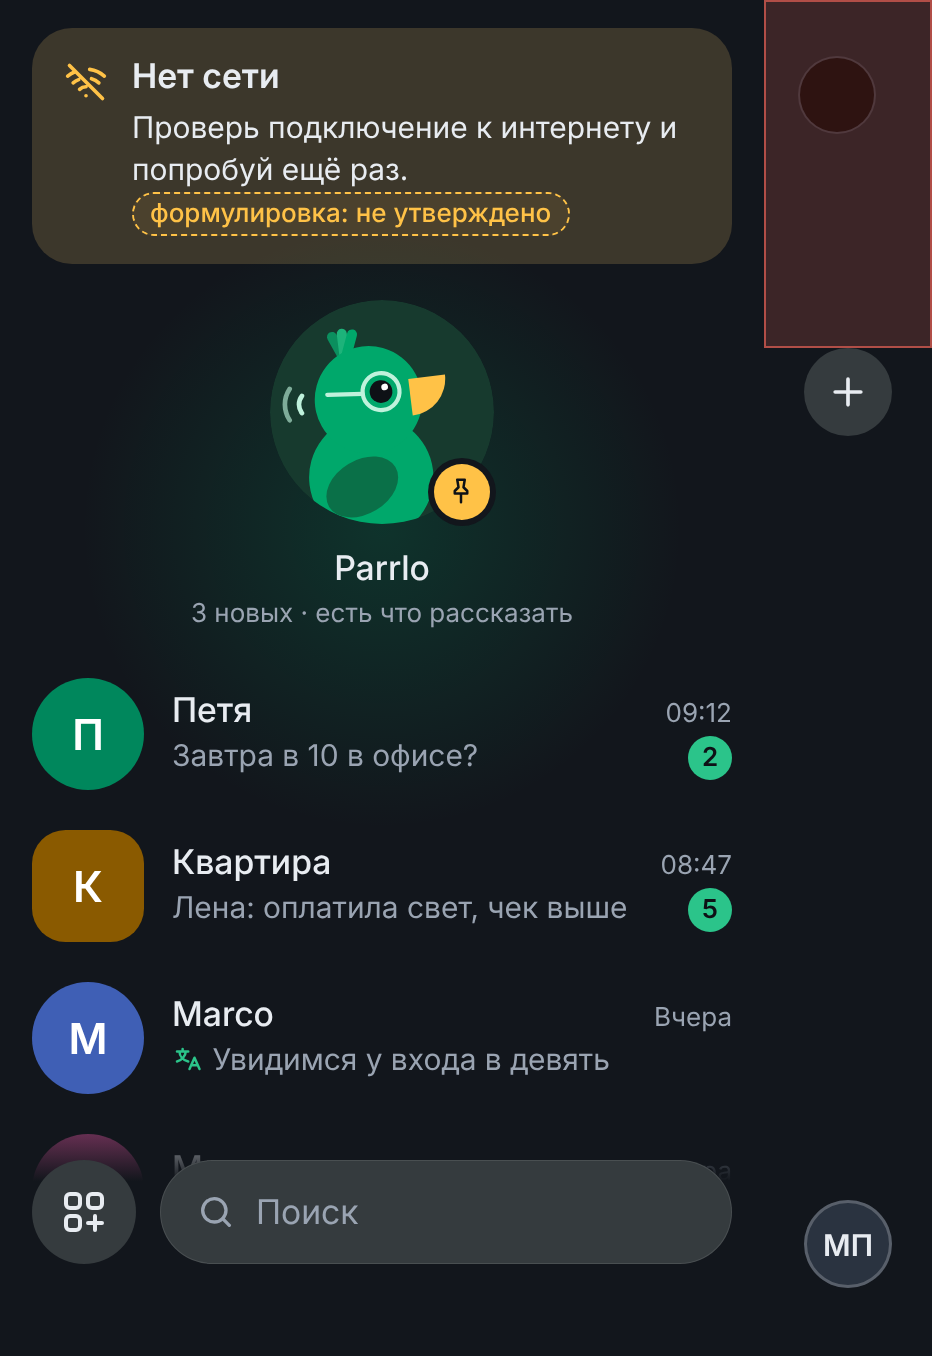 Нет сети
Проверь подключение к интернету и
попробуй ещё раз.
формулировка: не утверждено
Parrlo
3 новых · есть что рассказать
П
Петя
09:12
Завтра в 10 в офисе?
2
К
Квартира
08:47
Лена: оплатила свет, чек выше
5
M
Marco
Вчера
Увидимся у входа в девять
Поиск
МП